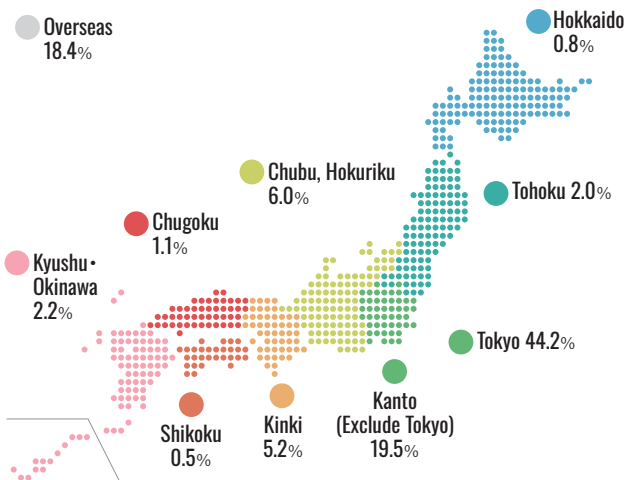 Overseas
18.4%
Hokkaido
0.8%
Chubu, Hokuriku
6.0%
Tohoku 2.0%
Chugoku
1.1%
Kyushu・
Okinawa
2.2%
Tokyo 44.2%
Kanto
(Exclude Tokyo)
19.5%
Kinki
5.2%
Shikoku
0.5%